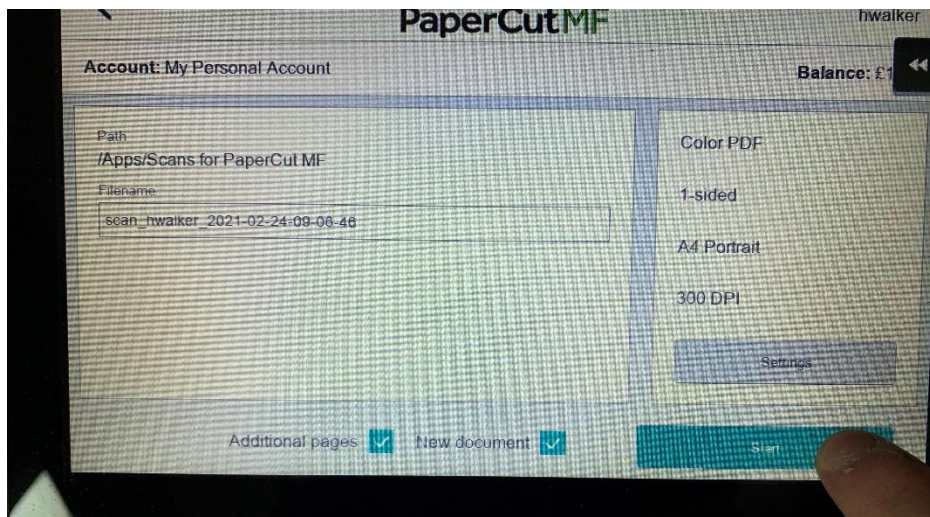 PaperCut MF
hwalker
Account: My Personal Account
Balance: £1
Path
/Apps/Scans for PaperCut MF
Filename
scan_hwalker_2021-02-24-09-06-46
Color PDF
1-sided
A4 Portrait
300 DPI
Settings
Additional pages
New document
Start